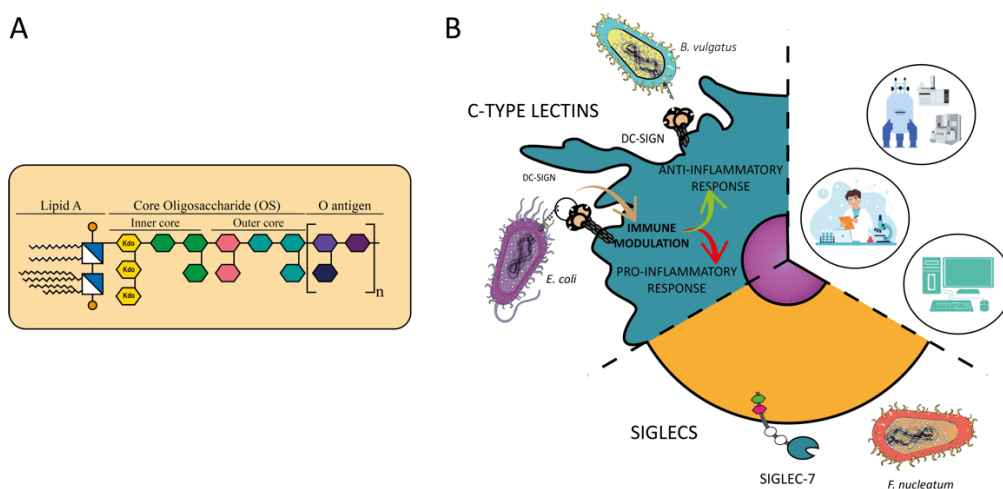 A
Lipid A
Core Oligosaccharide (OS)
O antigen
Inner core
Outer core
Kdo
Kdo
Kdo
n
B
B. vulgatus
C-TYPE LECTINS
DC-SIGN
DC-SIGN
ANTI-INFLAMMATORY
RESPONSE
IMMUNE
MODULATION
PRO-INFLAMMATORY
RESPONSE
E. coli
SIGLECS
SIGLEC-7
F. nucleatum